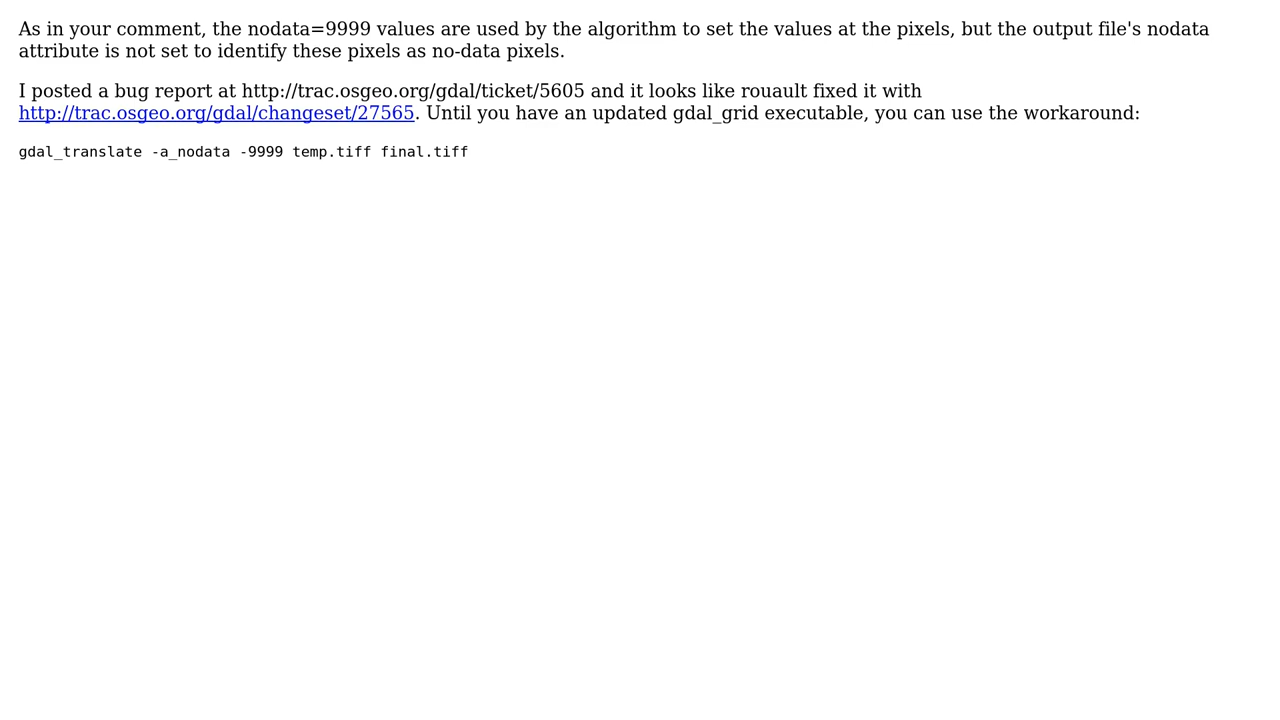 As in your comment, the nodata=9999 values are used by the algorithm to set the values at the pixels, but the output file's nodata
attribute is not set to identify these pixels as no-data pixels.
I posted a bug report at http://trac.osgeo.org/gdal/ticket/5605 and it looks like rouault fixed it with
http://trac.osgeo.org/gdal/changeset/27565. Until you have an updated gdal_grid executable, you can use the workaround:
gdal_translate -a_nodata -9999 temp.tiff final.tiff